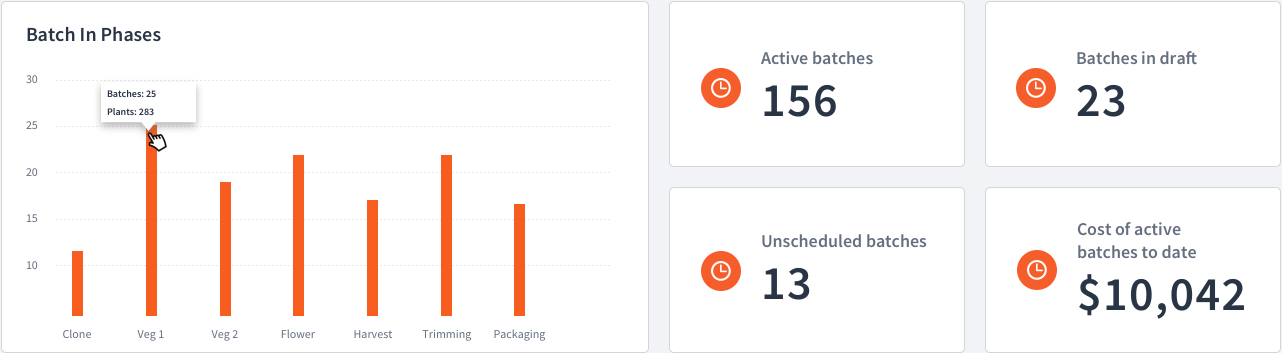 Batch In Phases
30
25
20
15
10
Batches: 25
Plants: 283
Clone
Veg 1
Veg 2
Flower
Harvest
Trimming
Packaging
Active batches
156
Batches in draft
23
Unscheduled batches
13
Cost of active
batches to date
$10,042